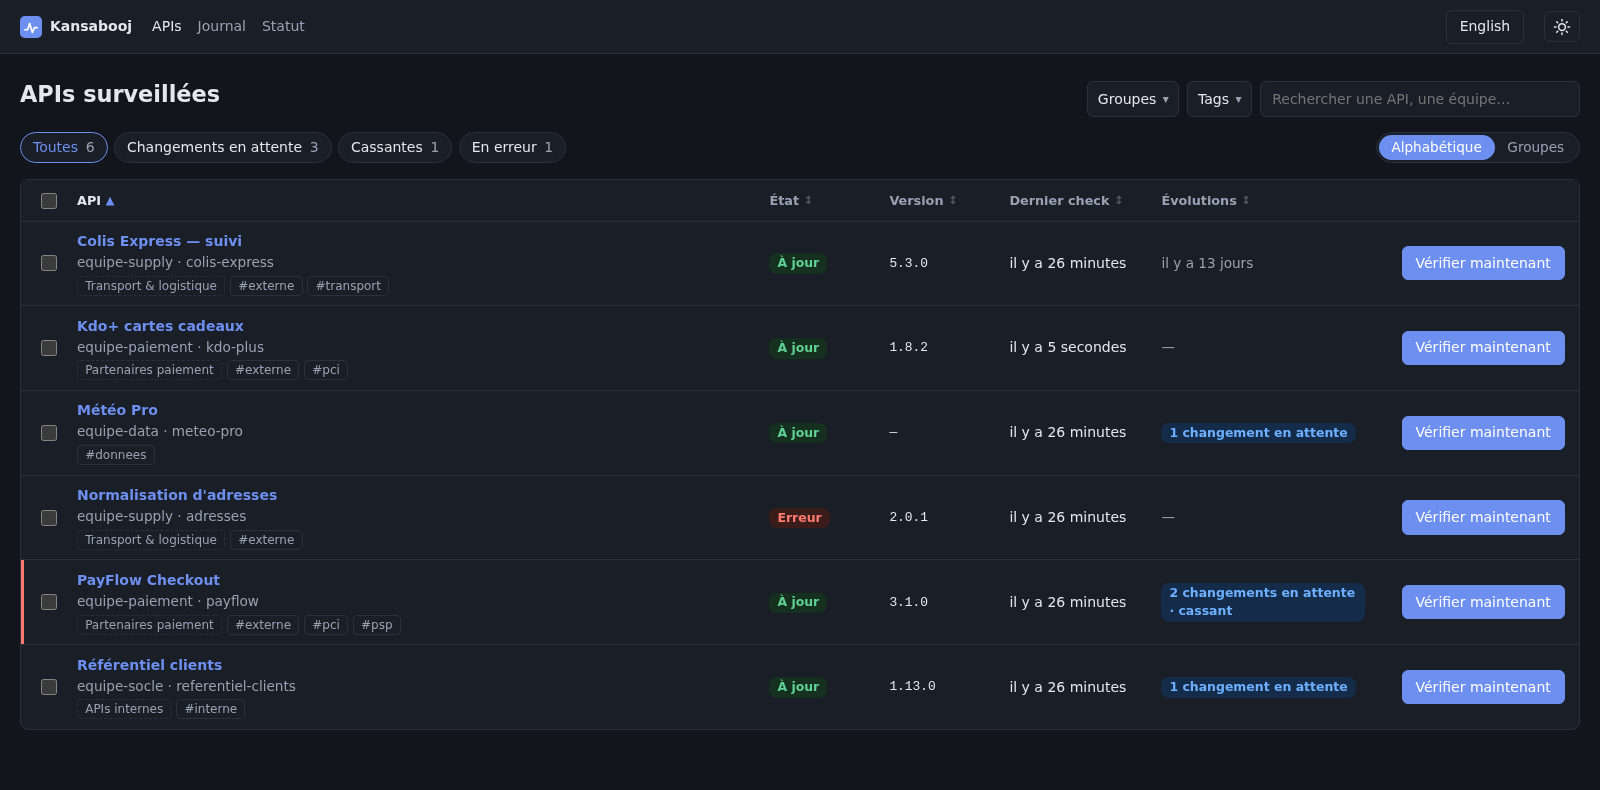 Kansabooj APIs Journal Statut English
APIs surveillées
Groupes ▾ Tags ▾ Rechercher une API, une équipe…
Toutes 6 Changements en attente 3 Cassantes 1 En erreur 1 Alphabétique Groupes
API ▲ État ↕ Version ↕ Dernier check ↕ Évolutions ↕
Colis Express — suivi
equipe-supply · colis-express
Transport & logistique #externe #transport
À jour 5.3.0 il y a 26 minutes il y a 13 jours Vérifier maintenant
Kdo+ cartes cadeaux
equipe-paiement · kdo-plus
Partenaires paiement #externe #pci
À jour 1.8.2 il y a 5 secondes — Vérifier maintenant
Météo Pro
equipe-data · meteo-pro
#donnees
À jour — il y a 26 minutes 1 changement en attente Vérifier maintenant
Normalisation d'adresses
equipe-supply · adresses
Transport & logistique #externe
Erreur 2.0.1 il y a 26 minutes — Vérifier maintenant
PayFlow Checkout
equipe-paiement · payflow
Partenaires paiement #externe #pci #psp
À jour 3.1.0 il y a 26 minutes 2 changements en attente
· cassant
Vérifier maintenant
Référentiel clients
equipe-socle · referentiel-clients
APIs internes #interne
À jour 1.13.0 il y a 26 minutes 1 changement en attente Vérifier maintenant